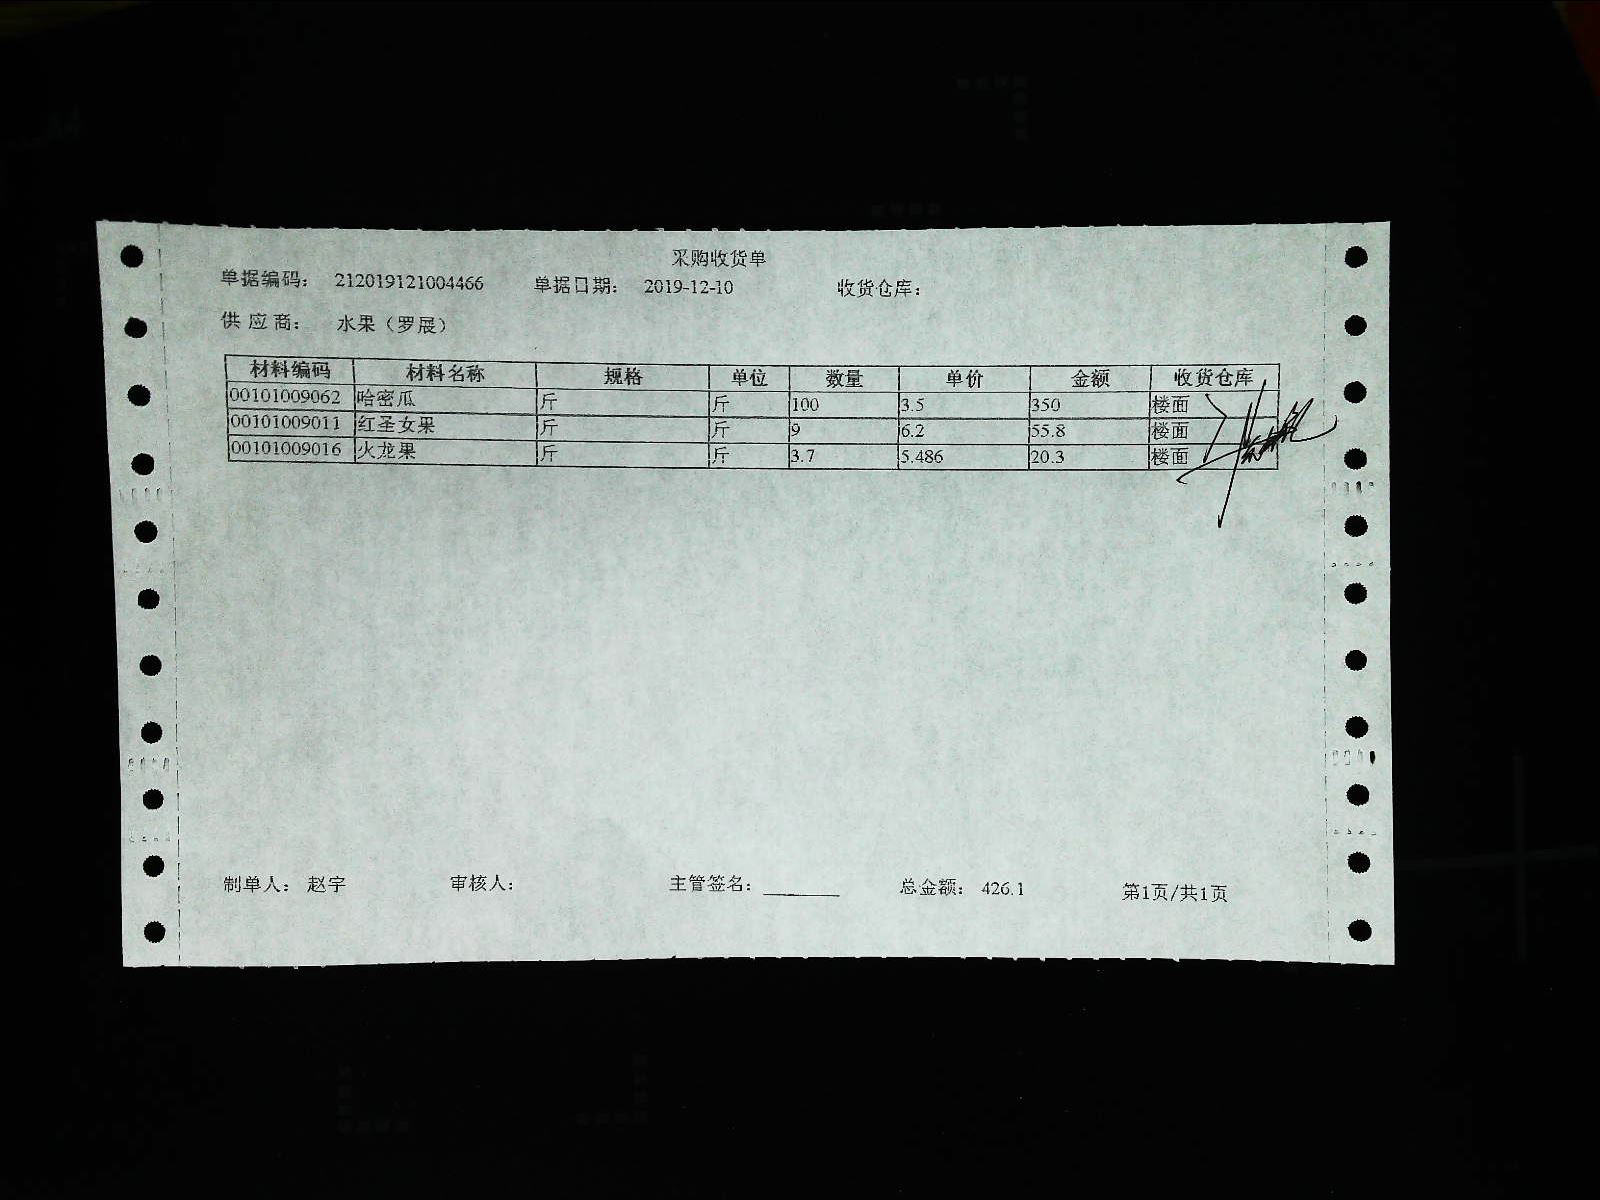 采购收货单
单据编码： 212019121004466 单据日期： 2019-12-10 收货仓库：
供 应 商： 水果（罗展）
材料编码 材料名称 规格 单位 数量 单价 金额 收货仓库
00101009062 哈密瓜 斤 斤 100 3.5 350 楼面
00101009011 红圣女果 斤 斤 9 6.2 55.8 楼面
00101009016 火龙果 斤 斤 3.7 5.486 20.3 楼面
制单人： 赵宇 审核人： 主管签名： 总金额： 426.1 第1页/共1页